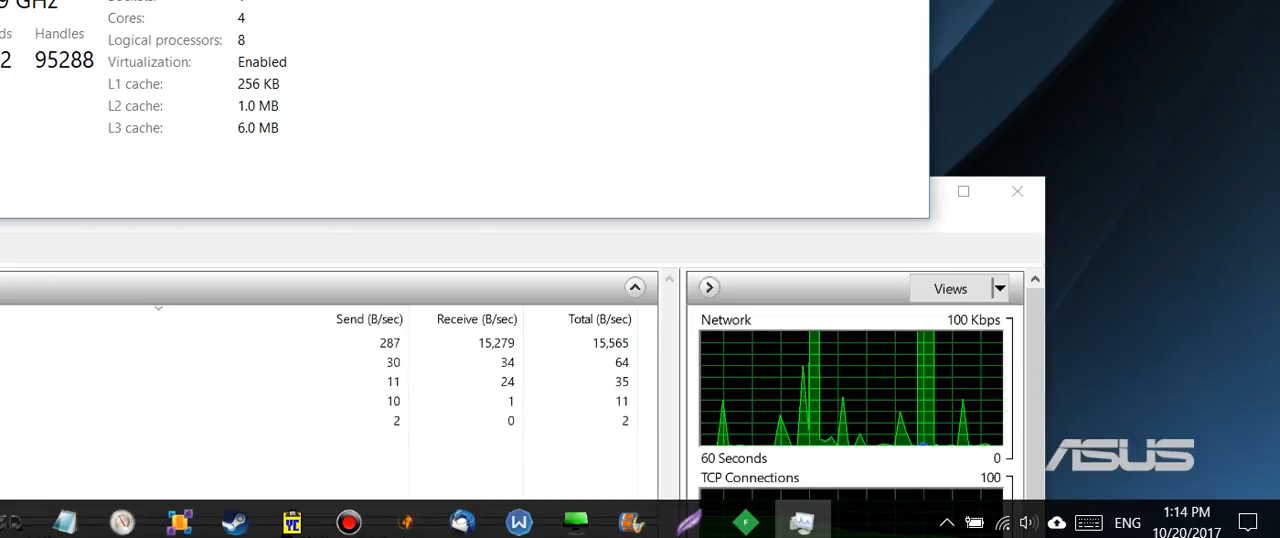 9 GHz
Cores: 4
ds Handles
Logical processors: 8
2 95288
Virtualization: Enabled
L1 cache: 256 KB
L2 cache: 1.0 MB
L3 cache: 6.0 MB
Views
Send (B/sec) Receive (B/sec) Total (B/sec)
287 15,279 15,565
30 34 64
11 24 35
10 1 11
2 0 2
Network 100 Kbps
60 Seconds 0
TCP Connections 100
ASUS
YC
W
F
ENG
1:14 PM
10/20/2017